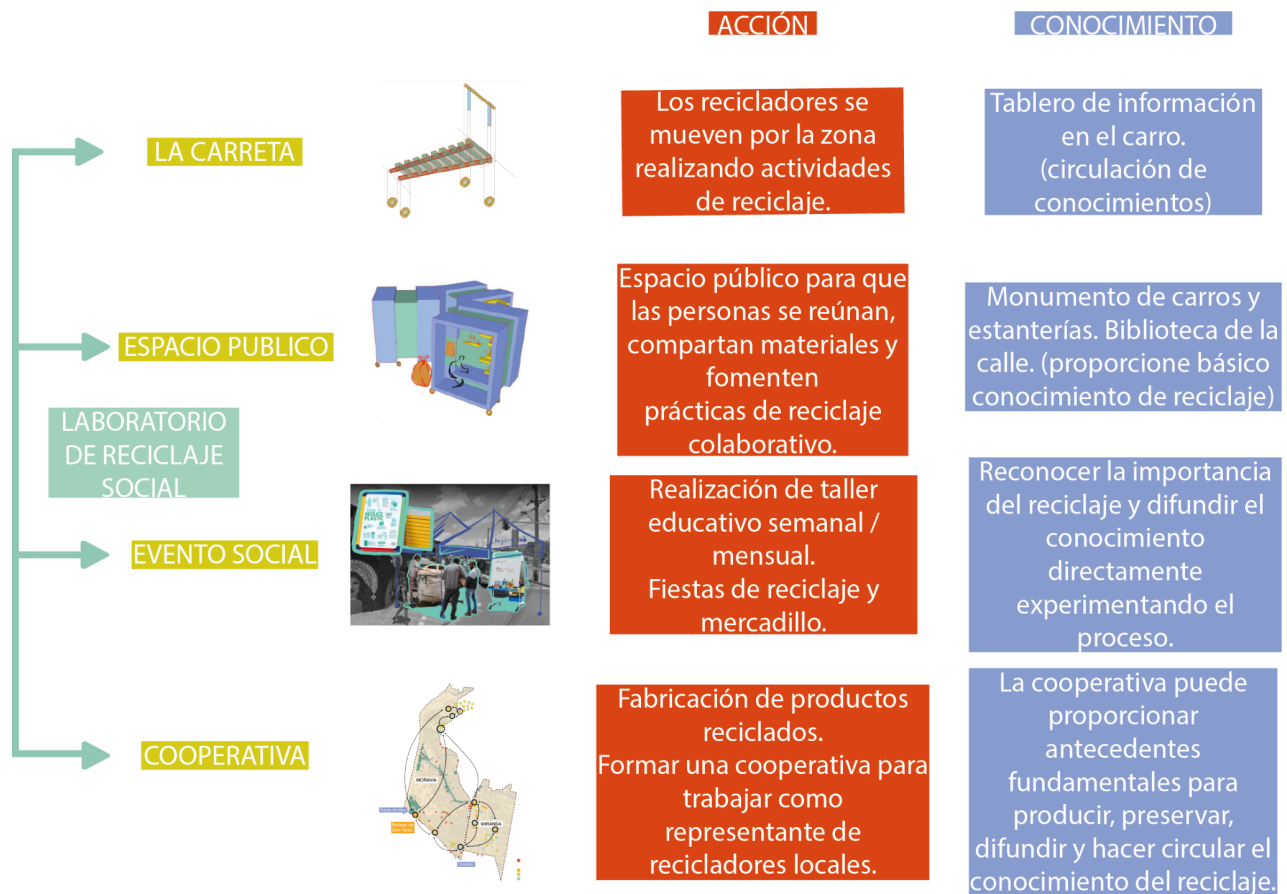 ACCIÓN
CONOCIMIENTO
LA CARRETA
Los recicladores se
mueven por la zona
realizando actividades
de reciclaje.
Tablero de información
en el carro.
(circulación de
conocimientos)
ESPACIO PUBLICO
Espacio público para que
las personas se reúnan,
compartan materiales y
fomenten
prácticas de reciclaje
colaborativo.
Monumento de carros y
estanterías. Biblioteca de la
calle. (proporcione básico
conocimiento de reciclaje)
LABORATORIO
DE RECICLAJE
SOCIAL
EVENTO SOCIAL
REDUCE
PLASTIC
Realización de taller
educativo semanal /
mensual.
Fiestas de reciclaje y
mercadillo.
Reconocer la importancia
del reciclaje y difundir el
conocimiento
directamente
experimentando el
proceso.
COOPERATIVA
MORAVIA
MIRANDA
Fabricación de productos
reciclados.
Formar una cooperativa para
trabajar como
representante de
recicladores locales.
La cooperativa puede
proporcionar
antecedentes
fundamentales para
producir, preservar,
difundir y hacer circular el
conocimiento del reciclaje.